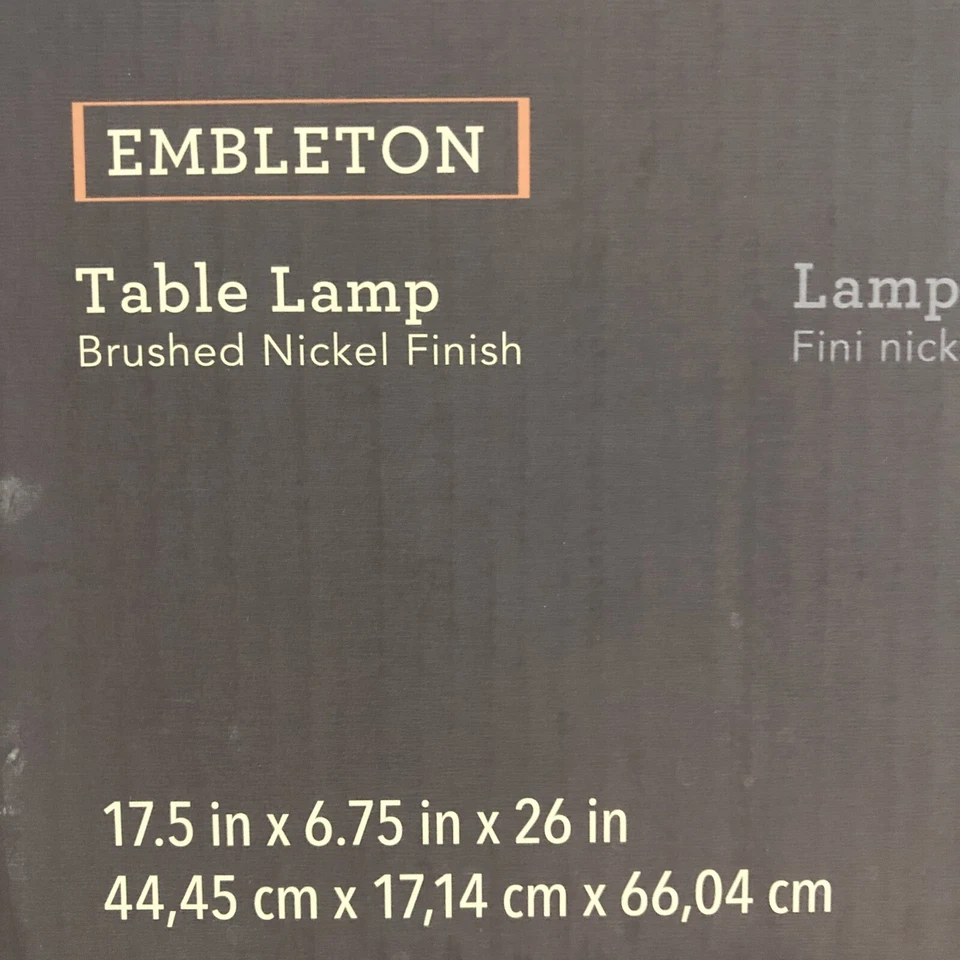 EMBLETON
Table Lamp
Brushed Nickel Finish
Lamp
Fini nick
17.5 in x 6.75 in x 26 in
44,45 cm x 17,14 cm x 66,04 cm